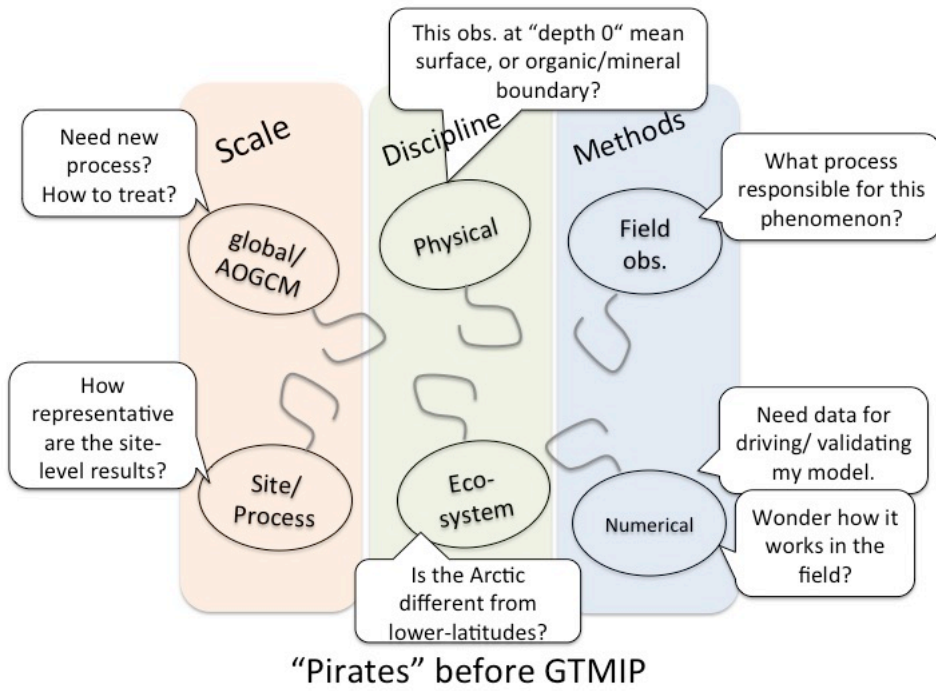 This obs. at “depth 0“ mean
surface, or organic/mineral
boundary?
Scale
Discipline
Methods
Need new
process?
How to treat?
What process
responsible for this
phenomenon?
global/
AOGCM
Physical
Field
obs.
How
representative
are the site-
level results?
Site/
Process
Eco-
system
Numerical
Need data for
driving/ validating
my model.
Wonder how it
works in the
field?
Is the Arctic
different from
lower-latitudes?
“Pirates” before GTMIP